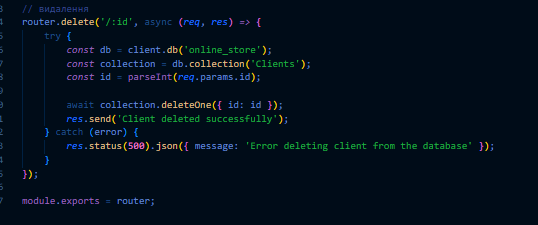 // видалення
router.delete('/:id', async (req, res) => {
    try {
        const db = client.db('online_store');
        const collection = db.collection('Clients');
        const id = parseInt(req.params.id);

        await collection.deleteOne({ id: id });
        res.send('Client deleted successfully');
    } catch (error) {
        res.status(500).json({ message: 'Error deleting client from the database' });
    }
});

module.exports = router;